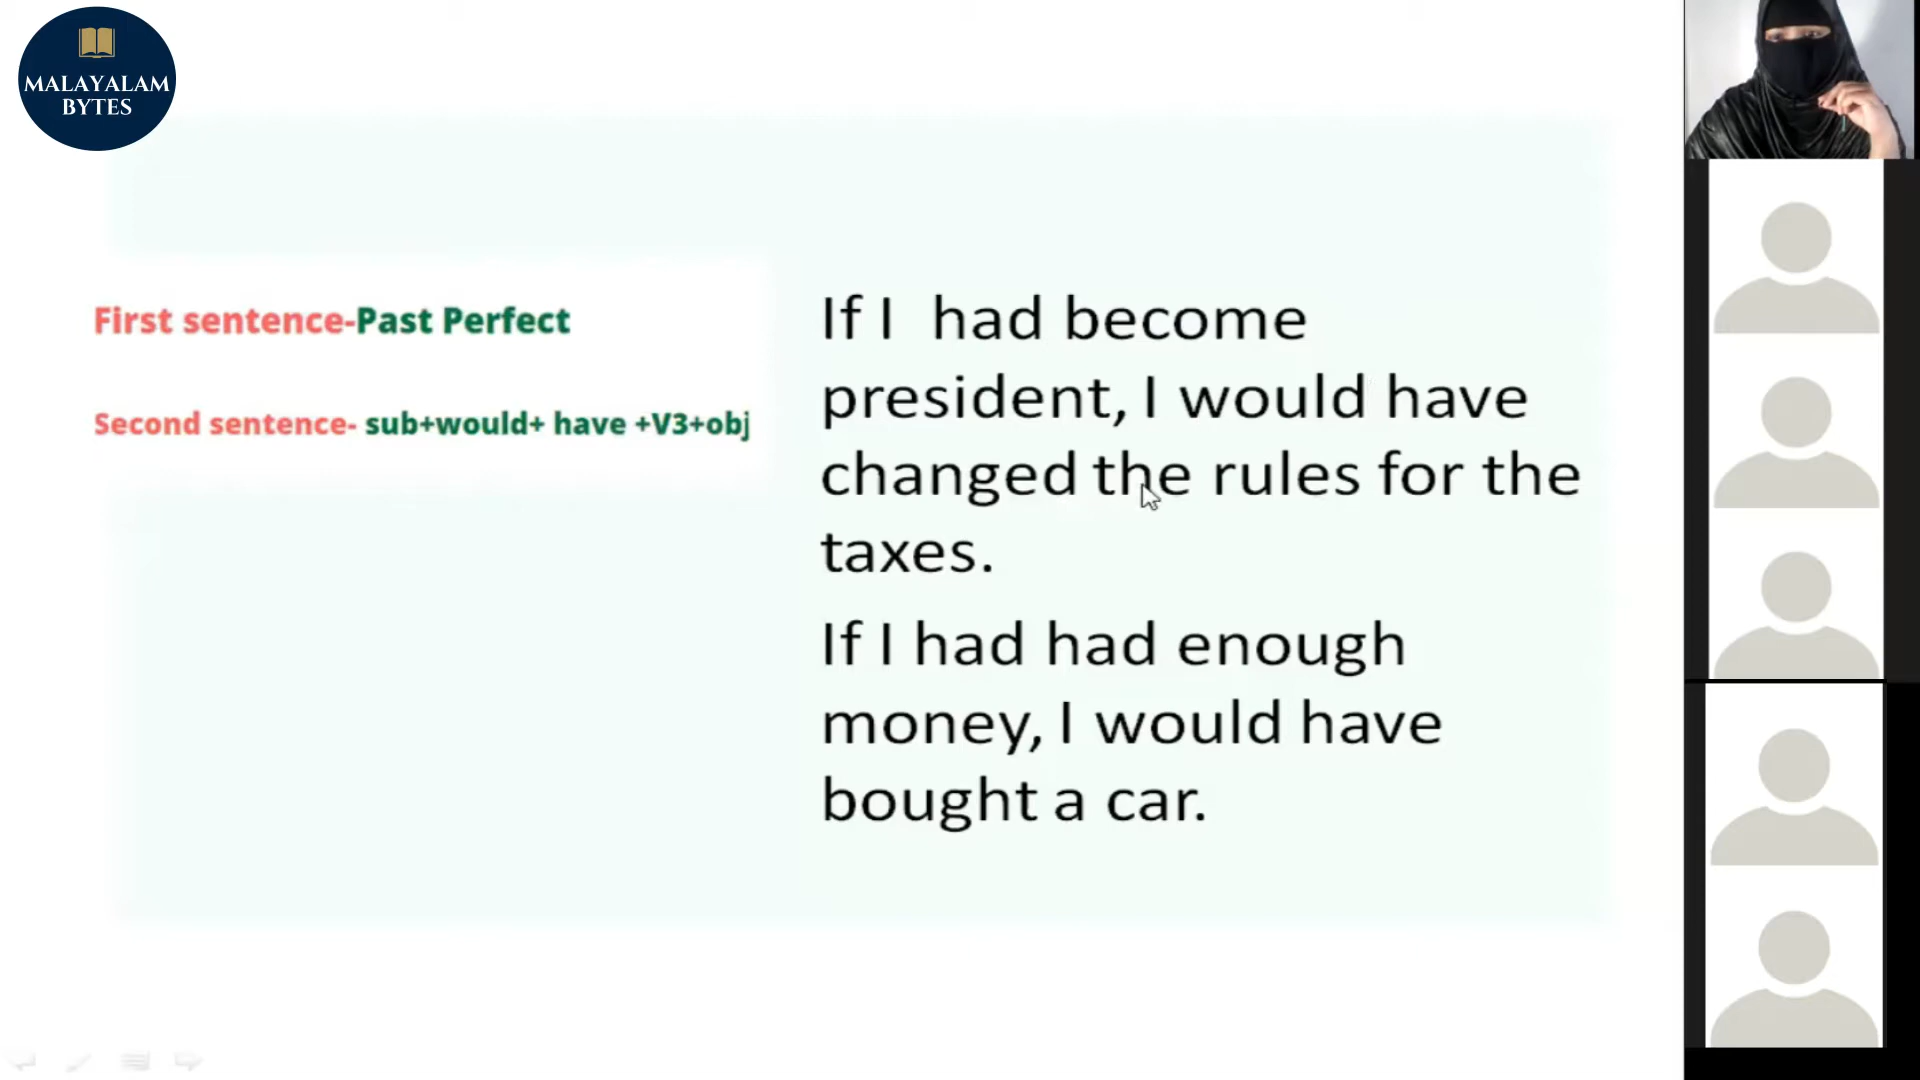 MALAYALAM
BYTES
First sentence-Past Perfect
Second sentence- sub+would+ have +V3+obj
If I had become
president, I would have
changed the rules for the
taxes.
If I had had enough
money, I would have
bought a car.